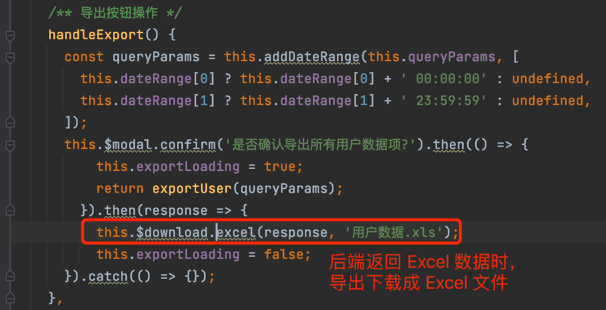 /** 导出按钮操作 */
handleExport() {
const queryParams = this.addDateRange(this.queryParams, [
this.dateRange[0] ? this.dateRange[0] + ' 00:00:00' : undefined,
this.dateRange[1] ? this.dateRange[1] + ' 23:59:59' : undefined,
]);
this.$modal.confirm('是否确认导出所有用户数据项?').then(() => {
this.exportLoading = true;
return exportUser(queryParams);
}).then(response => {
this.$download.excel(response, '用户数据.xls');
this.exportLoading = false;
}).catch(() => {});
},
后端返回 Excel 数据时，
导出下载成 Excel 文件